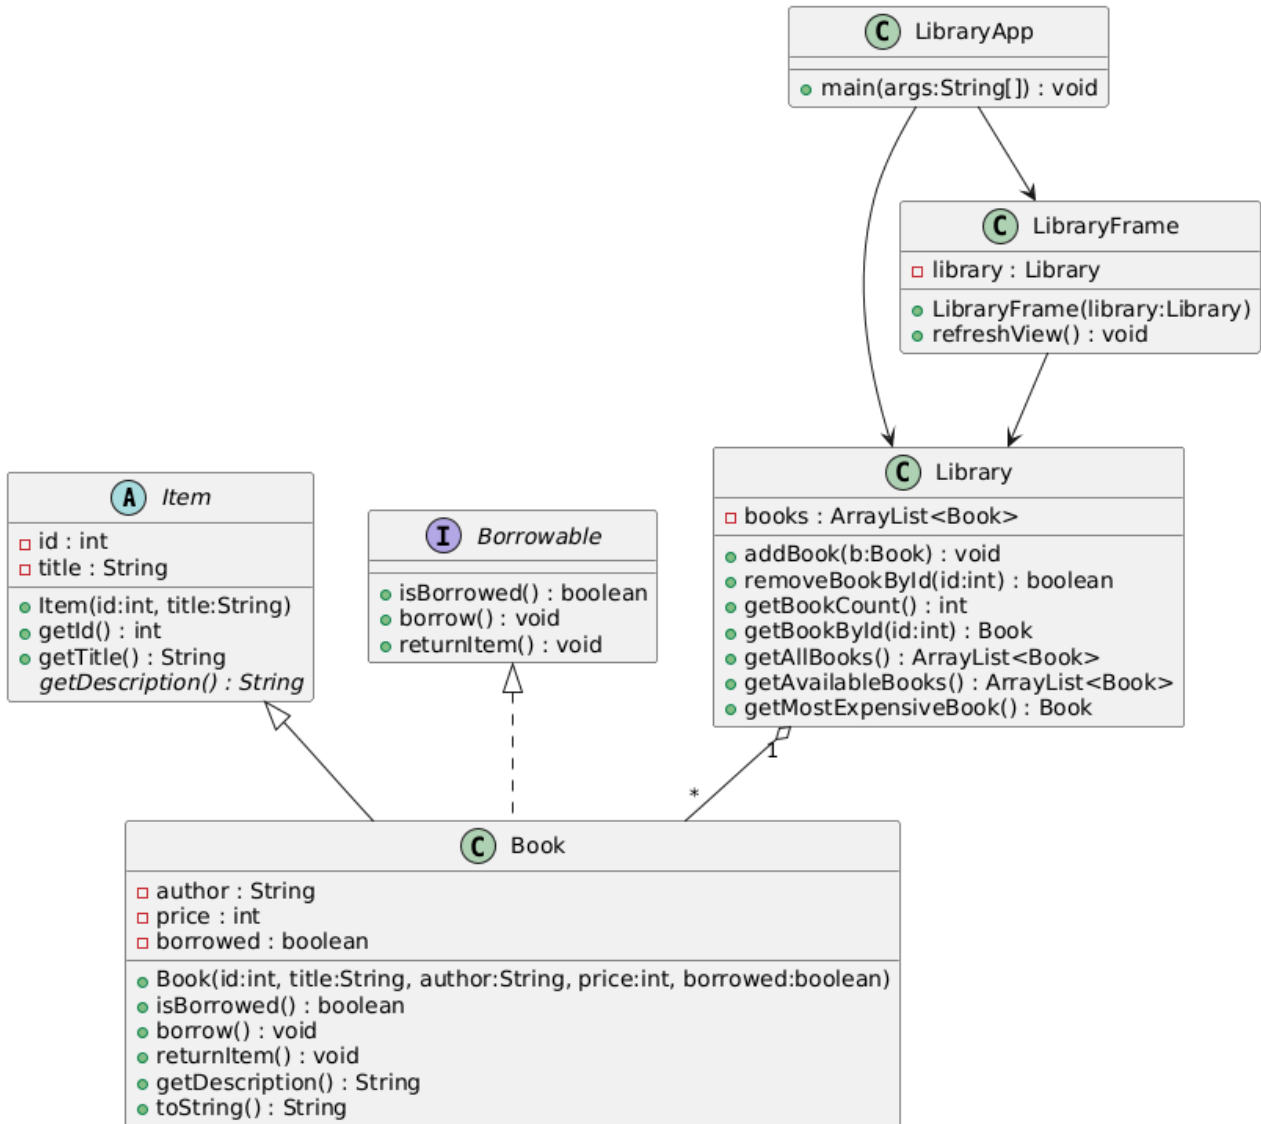 C LibraryApp
main(args:String[]) : void
C LibraryFrame
library : Library
LibraryFrame(library:Library)
refreshView() : void
A Item
id : int
title : String
Item(id:int, title:String)
getId() : int
getTitle() : String
getDescription() : String
I Borrowable
isBorrowed() : boolean
borrow() : void
returnItem() : void
C Library
books : ArrayList<Book>
addBook(b:Book) : void
removeBookById(id:int) : boolean
getBookCount() : int
getBookById(id:int) : Book
getAllBooks() : ArrayList<Book>
getAvailableBooks() : ArrayList<Book>
getMostExpensiveBook() : Book
1
*
C Book
author : String
price : int
borrowed : boolean
Book(id:int, title:String, author:String, price:int, borrowed:boolean)
isBorrowed() : boolean
borrow() : void
returnItem() : void
getDescription() : String
toString() : String